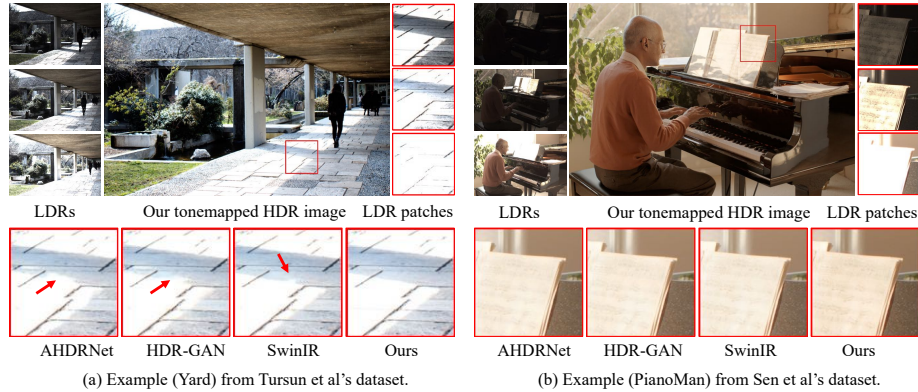 LDRs Our tonemapped HDR image LDR patches
AHDRNet HDR-GAN SwinIR Ours
(a) Example (Yard) from Tursun et al's dataset.
LDRs Our tonemapped HDR image LDR patches
AHDRNet HDR-GAN SwinIR Ours
(b) Example (PianoMan) from Sen et al's dataset.